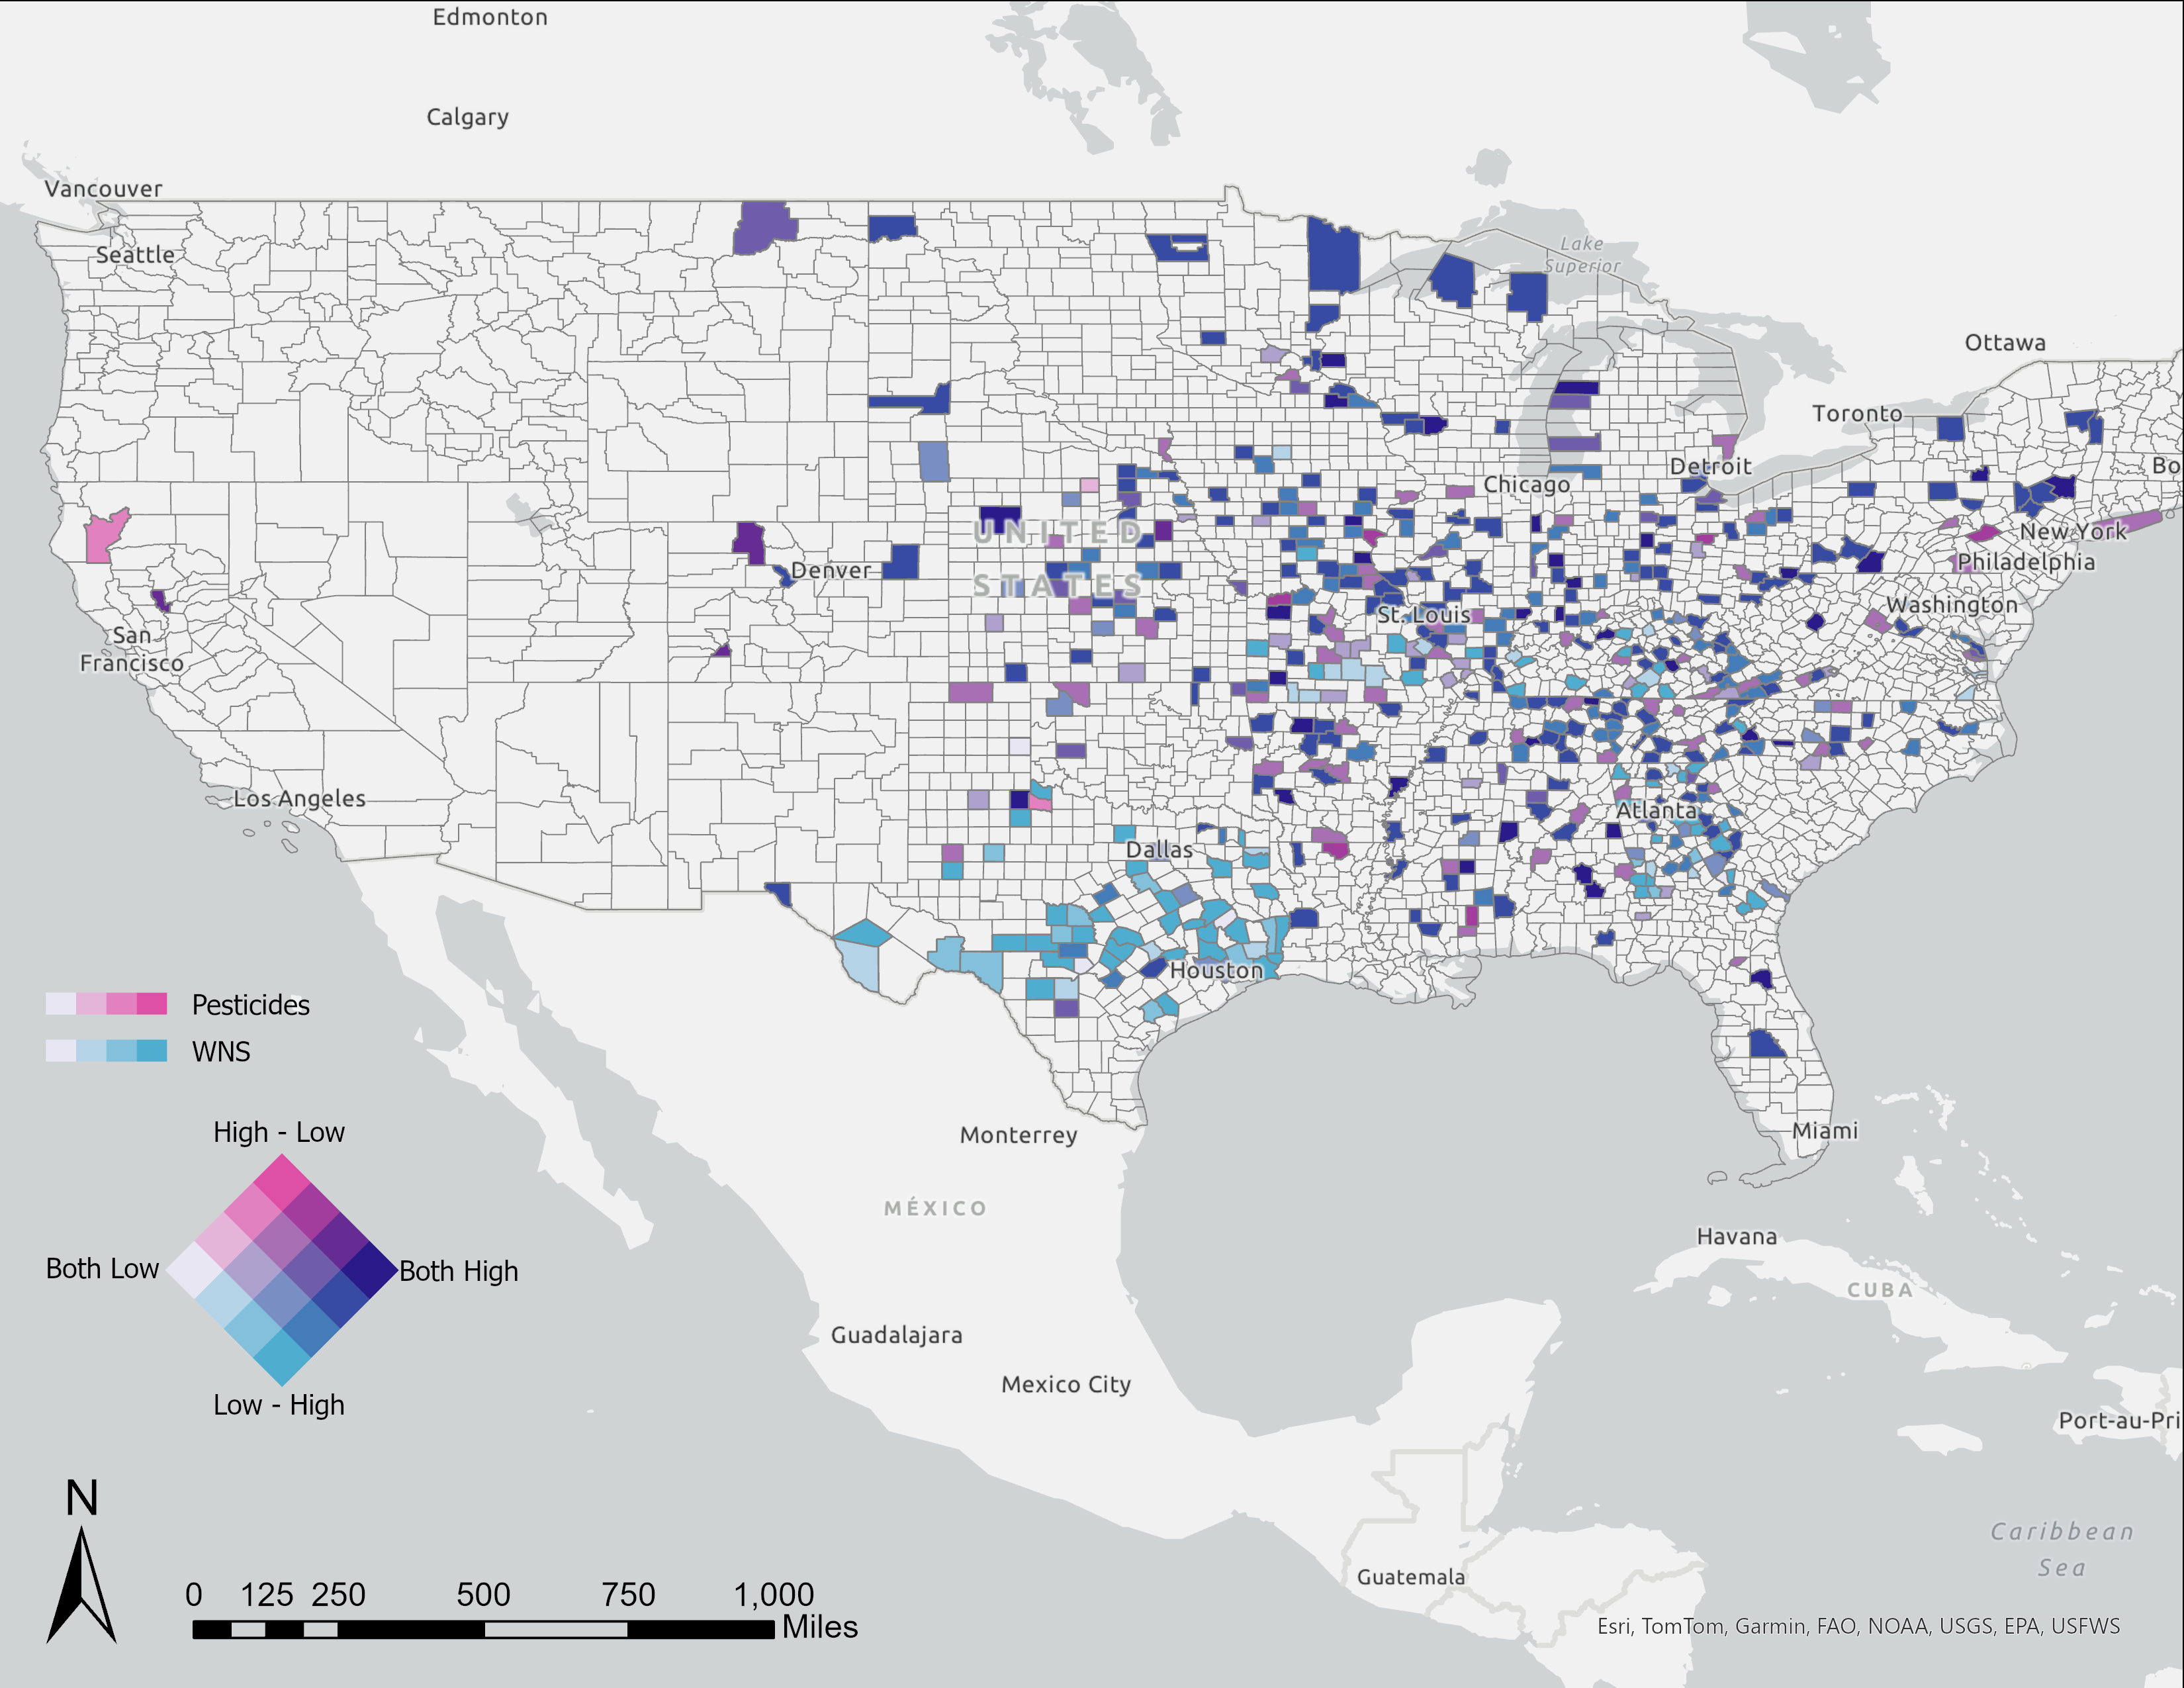 Edmonton
Calgary
Vancouver
Seattle
Lake
Superior
Ottawa
Toronto
Detroit
Bo
Chicago
UNITED
STATES
New York
Philadelphia
Denver
Washington
St. Louis
San
Francisco
Los Angeles
Atlanta
Dallas
Houston
Pesticides
WNS
Miami
Monterrey
High - Low
MÉXICO
Havana
Both Low
Both High
CUBA
Guadalajara
Mexico City
Low - High
Port-au-Pri
N
Caribbean
Sea
Guatemala
0 125 250 500 750 1,000
Miles
Esri, TomTom, Garmin, FAO, NOAA, USGS, EPA, USFWS